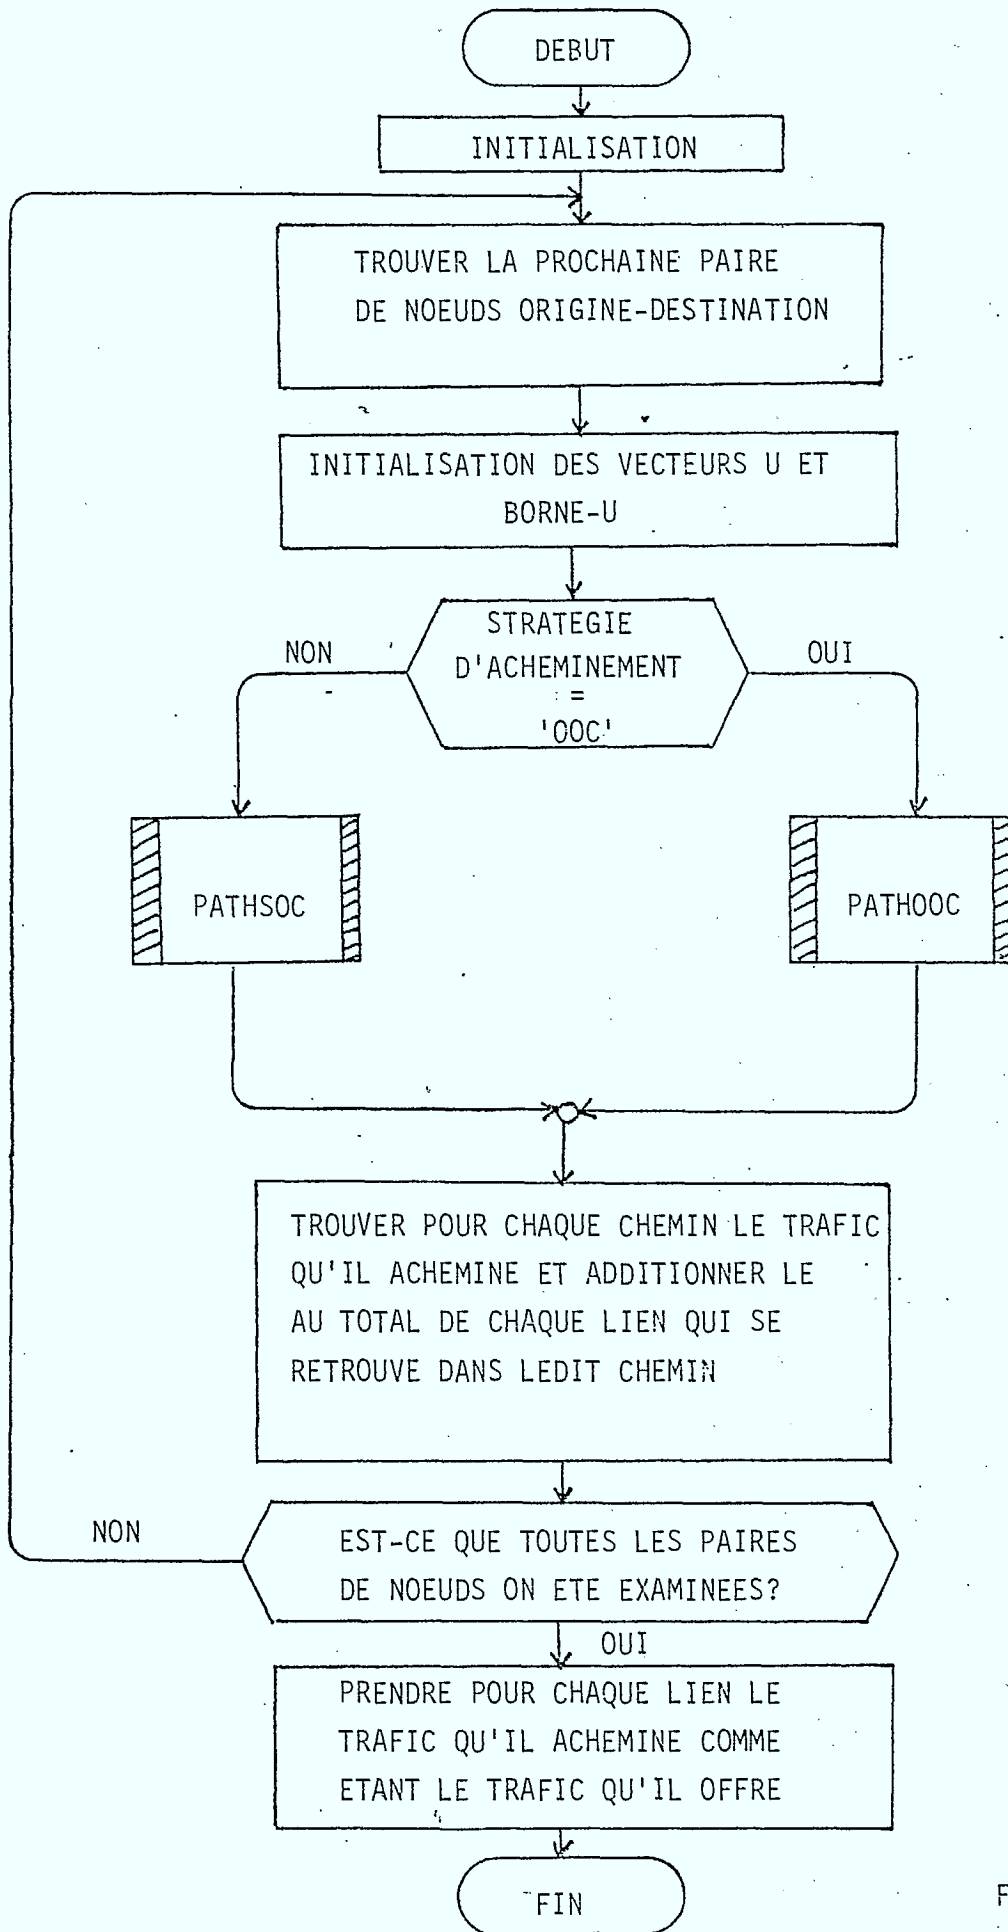 DEBUT
INITIALISATION
TROUVER LA PROCHAINE PAIRE
DE NOEUDS ORIGINE-DESTINATION
INITIALISATION DES VECTEURS U ET
BORNE-U
STRATEGIE
D'ACHEMINEMENT
=
'OOC'
NON
OUI
PATHSOC
PATHOOC
TROUVER POUR CHAQUE CHEMIN LE TRAFIC
QU'IL ACHEMINE ET ADDITIONNER LE
AU TOTAL DE CHAQUE LIEN QUI SE
RETROUVE DANS LEDIT CHEMIN
NON
EST-CE QUE TOUTES LES PAIRES
DE NOEUDS ON ETE EXAMINEES?
OUI
PRENDRE POUR CHAQUE LIEN LE
TRAFIC QU'IL ACHEMINE COMME
ETANT LE TRAFIC QU'IL OFFRE
FIN